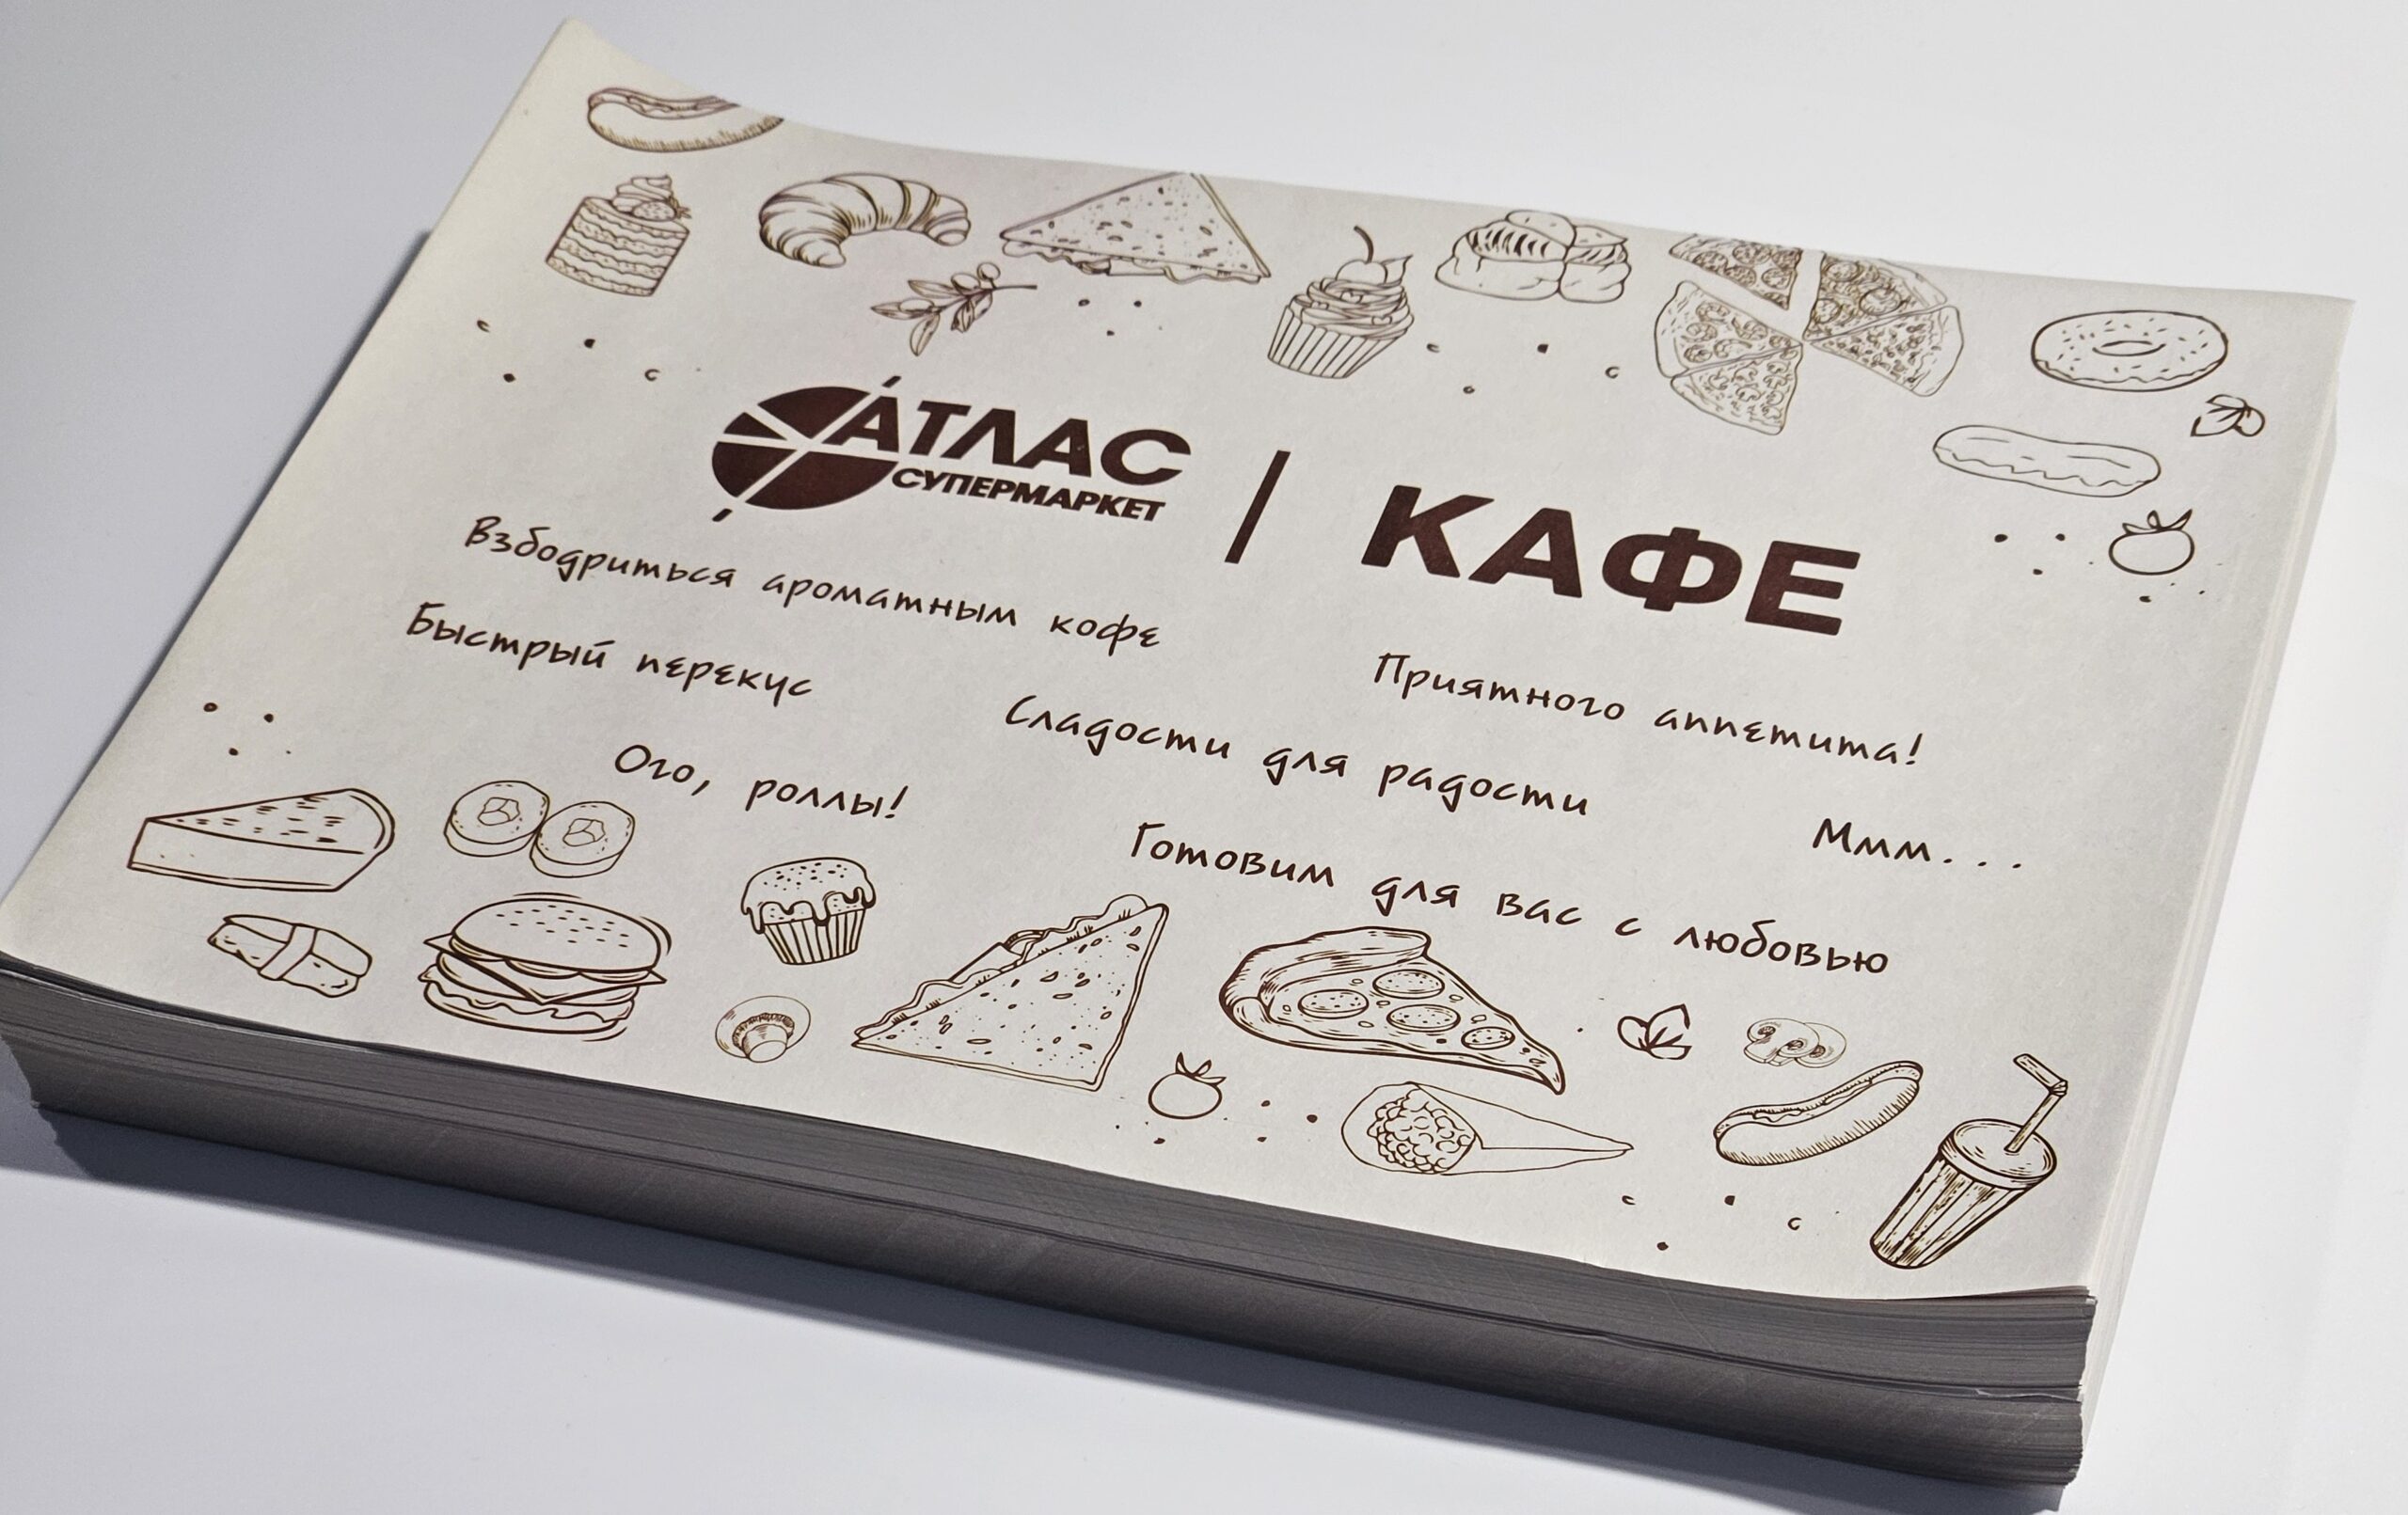 АТЛАС
СУПЕРМАРКЕТ
КАФЕ
Взбодриться ароматным кофе
Быстрый перекус
Приятного аппетита!
Сладости для радости
Ого, роллы!
Ммм...
Готовим для вас с любовью